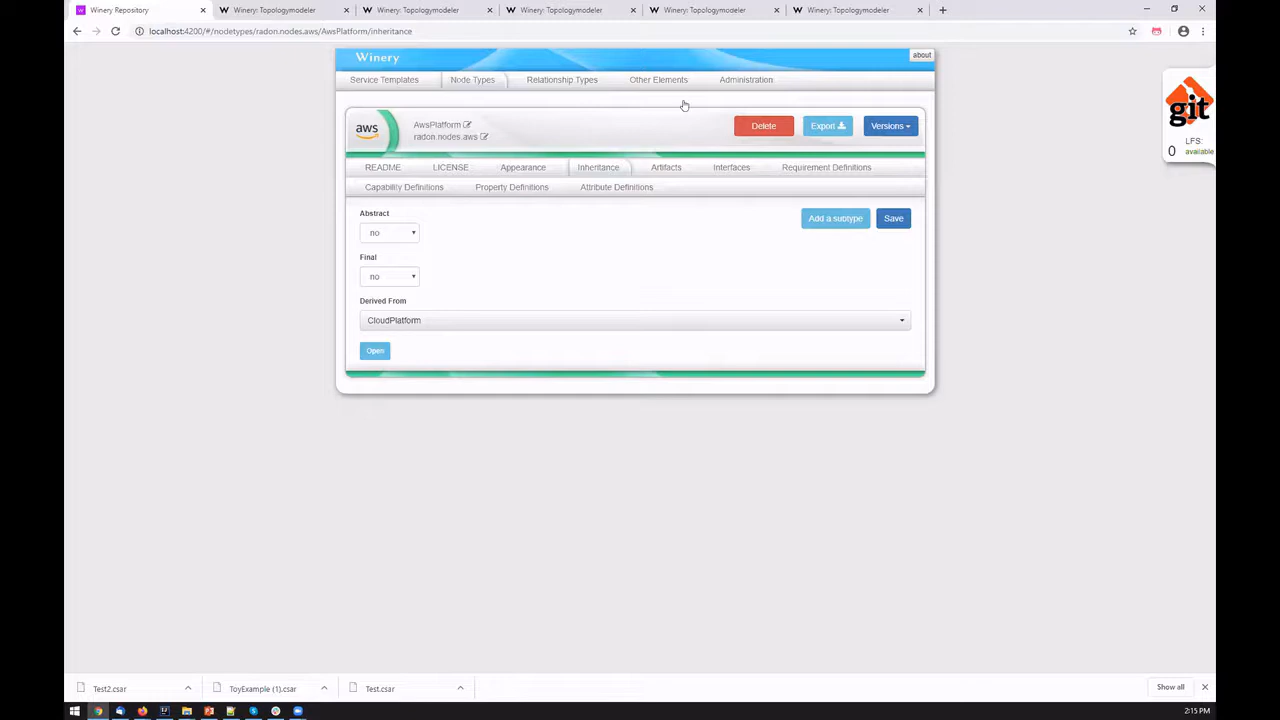 Winery Repository
Winery: Topologymodeler
Winery: Topologymodeler
Winery: Topologymodeler
Winery: Topologymodeler
Winery: Topologymodeler
localhost:4200/#/nodetypes/radon.nodes.aws/AwsPlatform/inheritance
Winery
about
Service Templates
Node Types
Relationship Types
Other Elements
Administration
git
LFS:
0
available
aws
AwsPlatform
radon.nodes.aws
Delete
Export
Versions
README
LICENSE
Appearance
Inheritance
Artifacts
Interfaces
Requirement Definitions
Capability Definitions
Property Definitions
Attribute Definitions
Abstract
no
Add a subtype
Save
Final
no
Derived From
CloudPlatform
Open
Test2.csar
ToyExample (1).csar
Test.csar
Show all
2:15 PM